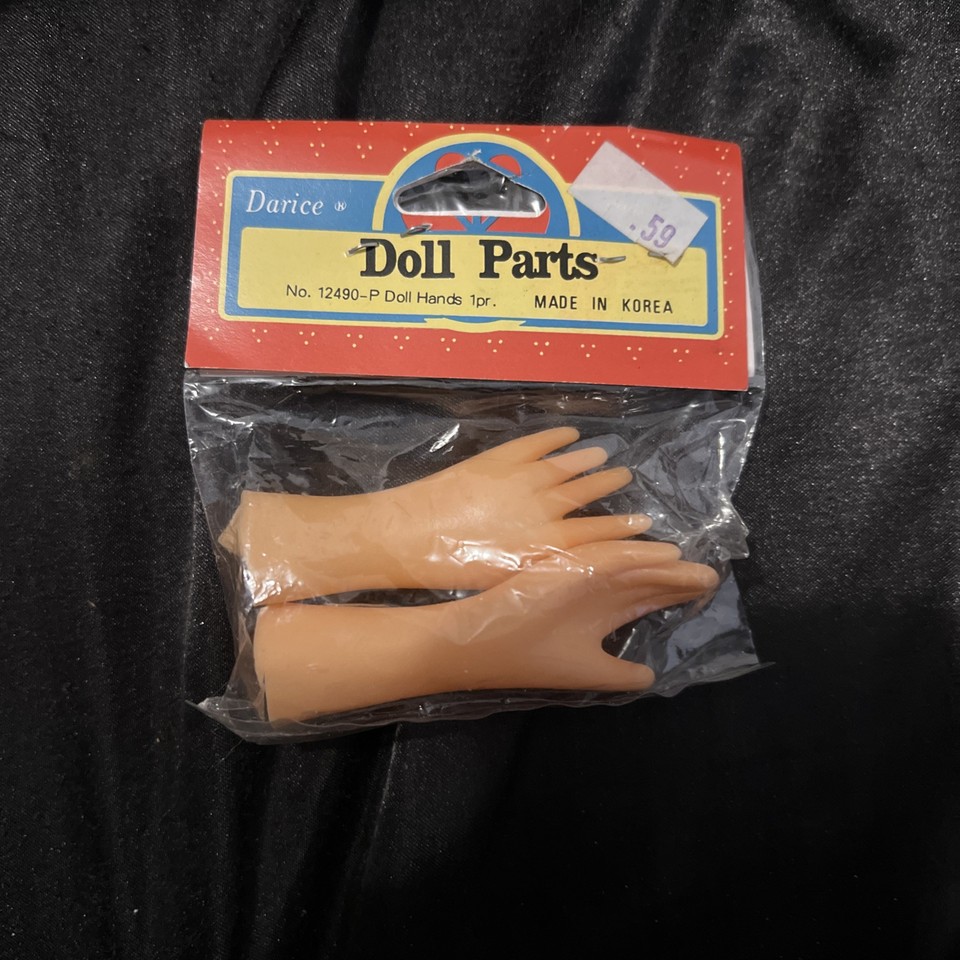 Darice ®
.59
Doll Parts
No. 12490-P Doll Hands 1pr. MADE IN KOREA